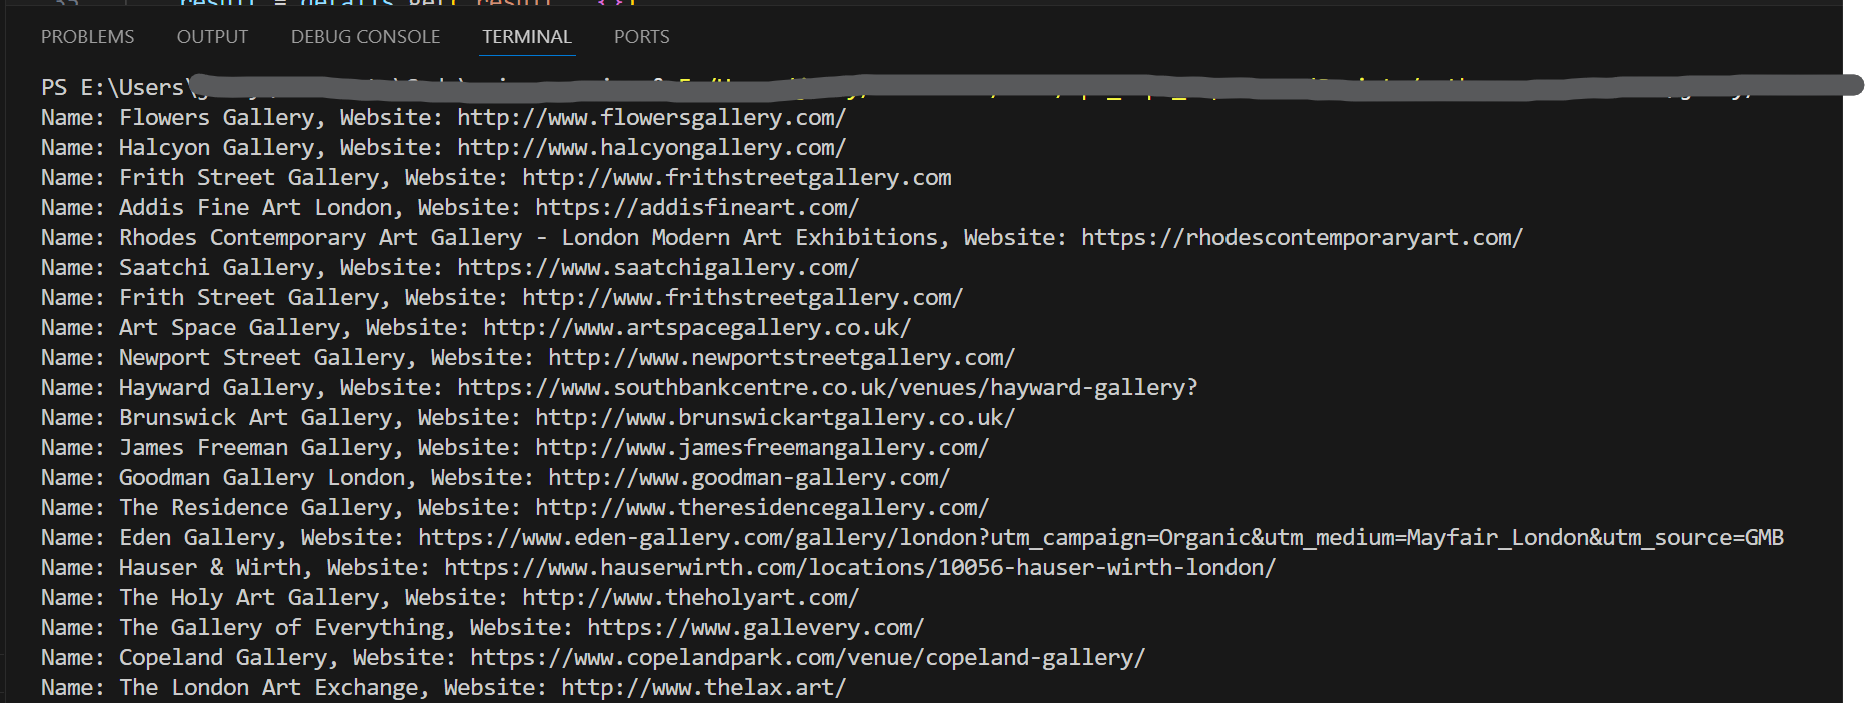 PROBLEMS OUTPUT DEBUG CONSOLE TERMINAL PORTS
PS E:\Users\
Name: Flowers Gallery, Website: http://www.flowersgallery.com/
Name: Halcyon Gallery, Website: http://www.halcyongallery.com/
Name: Frith Street Gallery, Website: http://www.frithstreetgallery.com
Name: Addis Fine Art London, Website: https://addisfineart.com/
Name: Rhodes Contemporary Art Gallery - London Modern Art Exhibitions, Website: https://rhodescontemporaryart.com/
Name: Saatchi Gallery, Website: https://www.saatchigallery.com/
Name: Frith Street Gallery, Website: http://www.frithstreetgallery.com/
Name: Art Space Gallery, Website: http://www.artspacegallery.co.uk/
Name: Newport Street Gallery, Website: http://www.newportstreetgallery.com/
Name: Hayward Gallery, Website: https://www.southbankcentre.co.uk/venues/hayward-gallery?
Name: Brunswick Art Gallery, Website: http://www.brunswickartgallery.co.uk/
Name: James Freeman Gallery, Website: http://www.jamesfreemangallery.com/
Name: Goodman Gallery London, Website: http://www.goodman-gallery.com/
Name: The Residence Gallery, Website: http://www.theresidencegallery.com/
Name: Eden Gallery, Website: https://www.eden-gallery.com/gallery/london?utm_campaign=Organic&utm_medium=Mayfair_London&utm_source=GMB
Name: Hauser & Wirth, Website: https://www.hauserwirth.com/locations/10056-hauser-wirth-london/
Name: The Holy Art Gallery, Website: http://www.theholyart.com/
Name: The Gallery of Everything, Website: https://www.gallevery.com/
Name: Copeland Gallery, Website: https://www.copelandpark.com/venue/copeland-gallery/
Name: The London Art Exchange, Website: http://www.thelax.art/